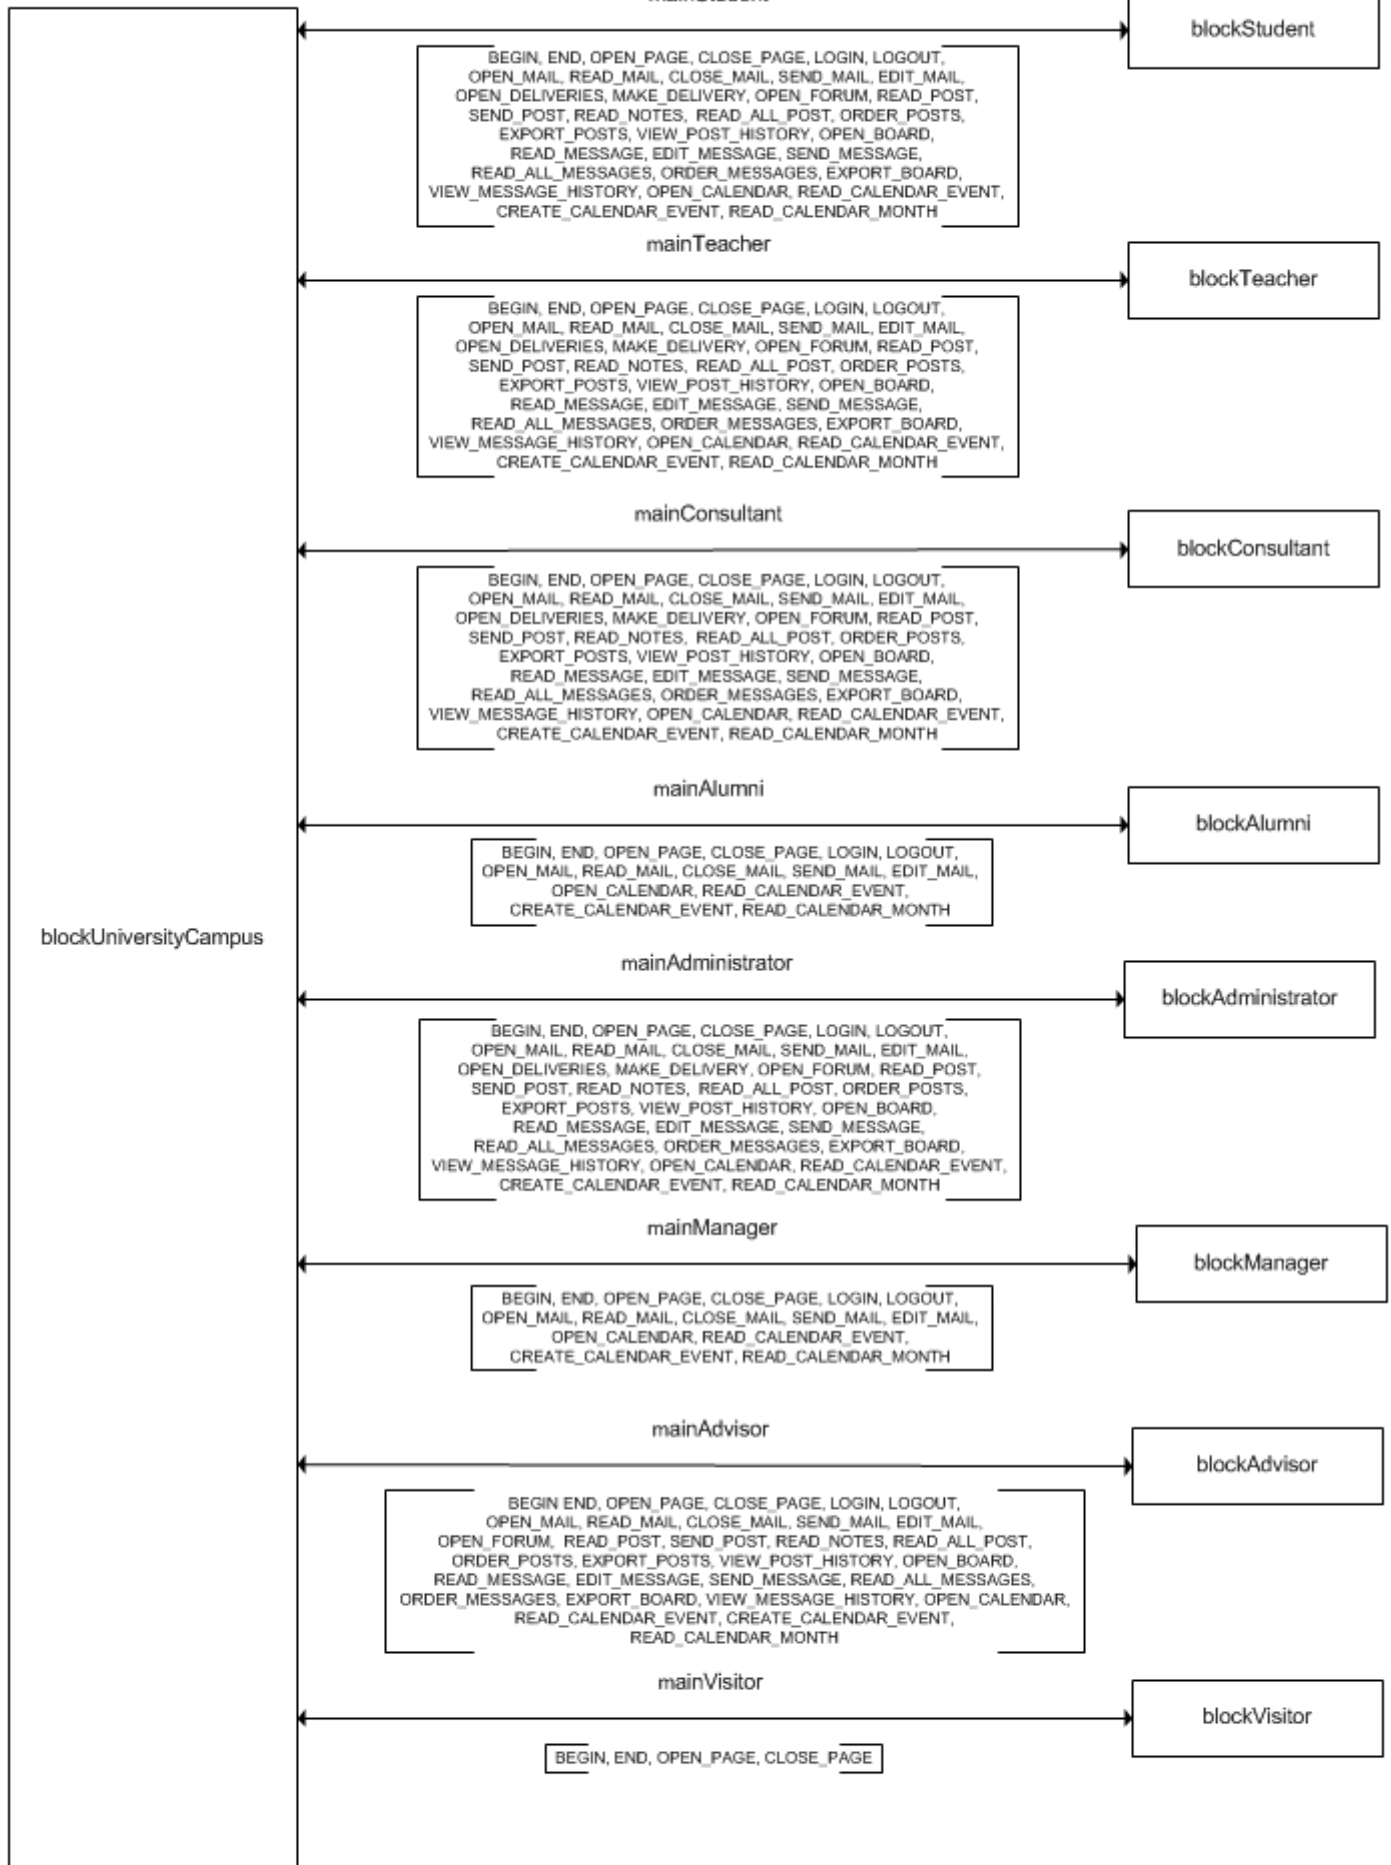 blockStudent
BEGIN, END, OPEN_PAGE, CLOSE_PAGE, LOGIN, LOGOUT,
OPEN_MAIL, READ_MAIL, CLOSE_MAIL, SEND_MAIL, EDIT_MAIL,
OPEN_DELIVERIES, MAKE_DELIVERY, OPEN_FORUM, READ_POST,
SEND_POST, READ_NOTES, READ_ALL_POST, ORDER_POSTS,
EXPORT_POSTS, VIEW_POST_HISTORY, OPEN_BOARD,
READ_MESSAGE, EDIT_MESSAGE, SEND_MESSAGE,
READ_ALL_MESSAGES, ORDER_MESSAGES, EXPORT_BOARD,
VIEW_MESSAGE_HISTORY, OPEN_CALENDAR, READ_CALENDAR_EVENT,
CREATE_CALENDAR_EVENT, READ_CALENDAR_MONTH
mainTeacher
blockTeacher
BEGIN, END, OPEN_PAGE, CLOSE_PAGE, LOGIN, LOGOUT,
OPEN_MAIL, READ_MAIL, CLOSE_MAIL, SEND_MAIL, EDIT_MAIL,
OPEN_DELIVERIES, MAKE_DELIVERY, OPEN_FORUM, READ_POST,
SEND_POST, READ_NOTES, READ_ALL_POST, ORDER_POSTS,
EXPORT_POSTS, VIEW_POST_HISTORY, OPEN_BOARD,
READ_MESSAGE, EDIT_MESSAGE, SEND_MESSAGE,
READ_ALL_MESSAGES, ORDER_MESSAGES, EXPORT_BOARD,
VIEW_MESSAGE_HISTORY, OPEN_CALENDAR, READ_CALENDAR_EVENT,
CREATE_CALENDAR_EVENT, READ_CALENDAR_MONTH
mainConsultant
blockConsultant
BEGIN, END, OPEN_PAGE, CLOSE_PAGE, LOGIN, LOGOUT,
OPEN_MAIL, READ_MAIL, CLOSE_MAIL, SEND_MAIL, EDIT_MAIL,
OPEN_DELIVERIES, MAKE_DELIVERY, OPEN_FORUM, READ_POST,
SEND_POST, READ_NOTES, READ_ALL_POST, ORDER_POSTS,
EXPORT_POSTS, VIEW_POST_HISTORY, OPEN_BOARD,
READ_MESSAGE, EDIT_MESSAGE, SEND_MESSAGE,
READ_ALL_MESSAGES, ORDER_MESSAGES, EXPORT_BOARD,
VIEW_MESSAGE_HISTORY, OPEN_CALENDAR, READ_CALENDAR_EVENT,
CREATE_CALENDAR_EVENT, READ_CALENDAR_MONTH
mainAlumni
blockAlumni
BEGIN, END, OPEN_PAGE, CLOSE_PAGE, LOGIN, LOGOUT,
OPEN_MAIL, READ_MAIL, CLOSE_MAIL, SEND_MAIL, EDIT_MAIL,
OPEN_CALENDAR, READ_CALENDAR_EVENT,
CREATE_CALENDAR_EVENT, READ_CALENDAR_MONTH
blockUniversityCampus
mainAdministrator
blockAdministrator
BEGIN, END, OPEN_PAGE, CLOSE_PAGE, LOGIN, LOGOUT,
OPEN_MAIL, READ_MAIL, CLOSE_MAIL, SEND_MAIL, EDIT_MAIL,
OPEN_DELIVERIES, MAKE_DELIVERY, OPEN_FORUM, READ_POST,
SEND_POST, READ_NOTES, READ_ALL_POST, ORDER_POSTS,
EXPORT_POSTS, VIEW_POST_HISTORY, OPEN_BOARD,
READ_MESSAGE, EDIT_MESSAGE, SEND_MESSAGE,
READ_ALL_MESSAGES, ORDER_MESSAGES, EXPORT_BOARD,
VIEW_MESSAGE_HISTORY, OPEN_CALENDAR, READ_CALENDAR_EVENT,
CREATE_CALENDAR_EVENT, READ_CALENDAR_MONTH
mainManager
blockManager
BEGIN, END, OPEN_PAGE, CLOSE_PAGE, LOGIN, LOGOUT,
OPEN_MAIL, READ_MAIL, CLOSE_MAIL, SEND_MAIL, EDIT_MAIL,
OPEN_CALENDAR, READ_CALENDAR_EVENT,
CREATE_CALENDAR_EVENT, READ_CALENDAR_MONTH
mainAdvisor
blockAdvisor
BEGIN END, OPEN_PAGE, CLOSE_PAGE, LOGIN, LOGOUT,
OPEN_MAIL, READ_MAIL, CLOSE_MAIL, SEND_MAIL, EDIT_MAIL,
OPEN_FORUM, READ_POST, SEND_POST, READ_NOTES, READ_ALL_POST,
ORDER_POSTS, EXPORT_POSTS, VIEW_POST_HISTORY, OPEN_BOARD,
READ_MESSAGE, EDIT_MESSAGE, SEND_MESSAGE, READ_ALL_MESSAGES,
ORDER_MESSAGES, EXPORT_BOARD, VIEW_MESSAGE_HISTORY, OPEN_CALENDAR,
READ_CALENDAR_EVENT, CREATE_CALENDAR_EVENT,
READ_CALENDAR_MONTH
mainVisitor
blockVisitor
BEGIN, END, OPEN_PAGE, CLOSE_PAGE